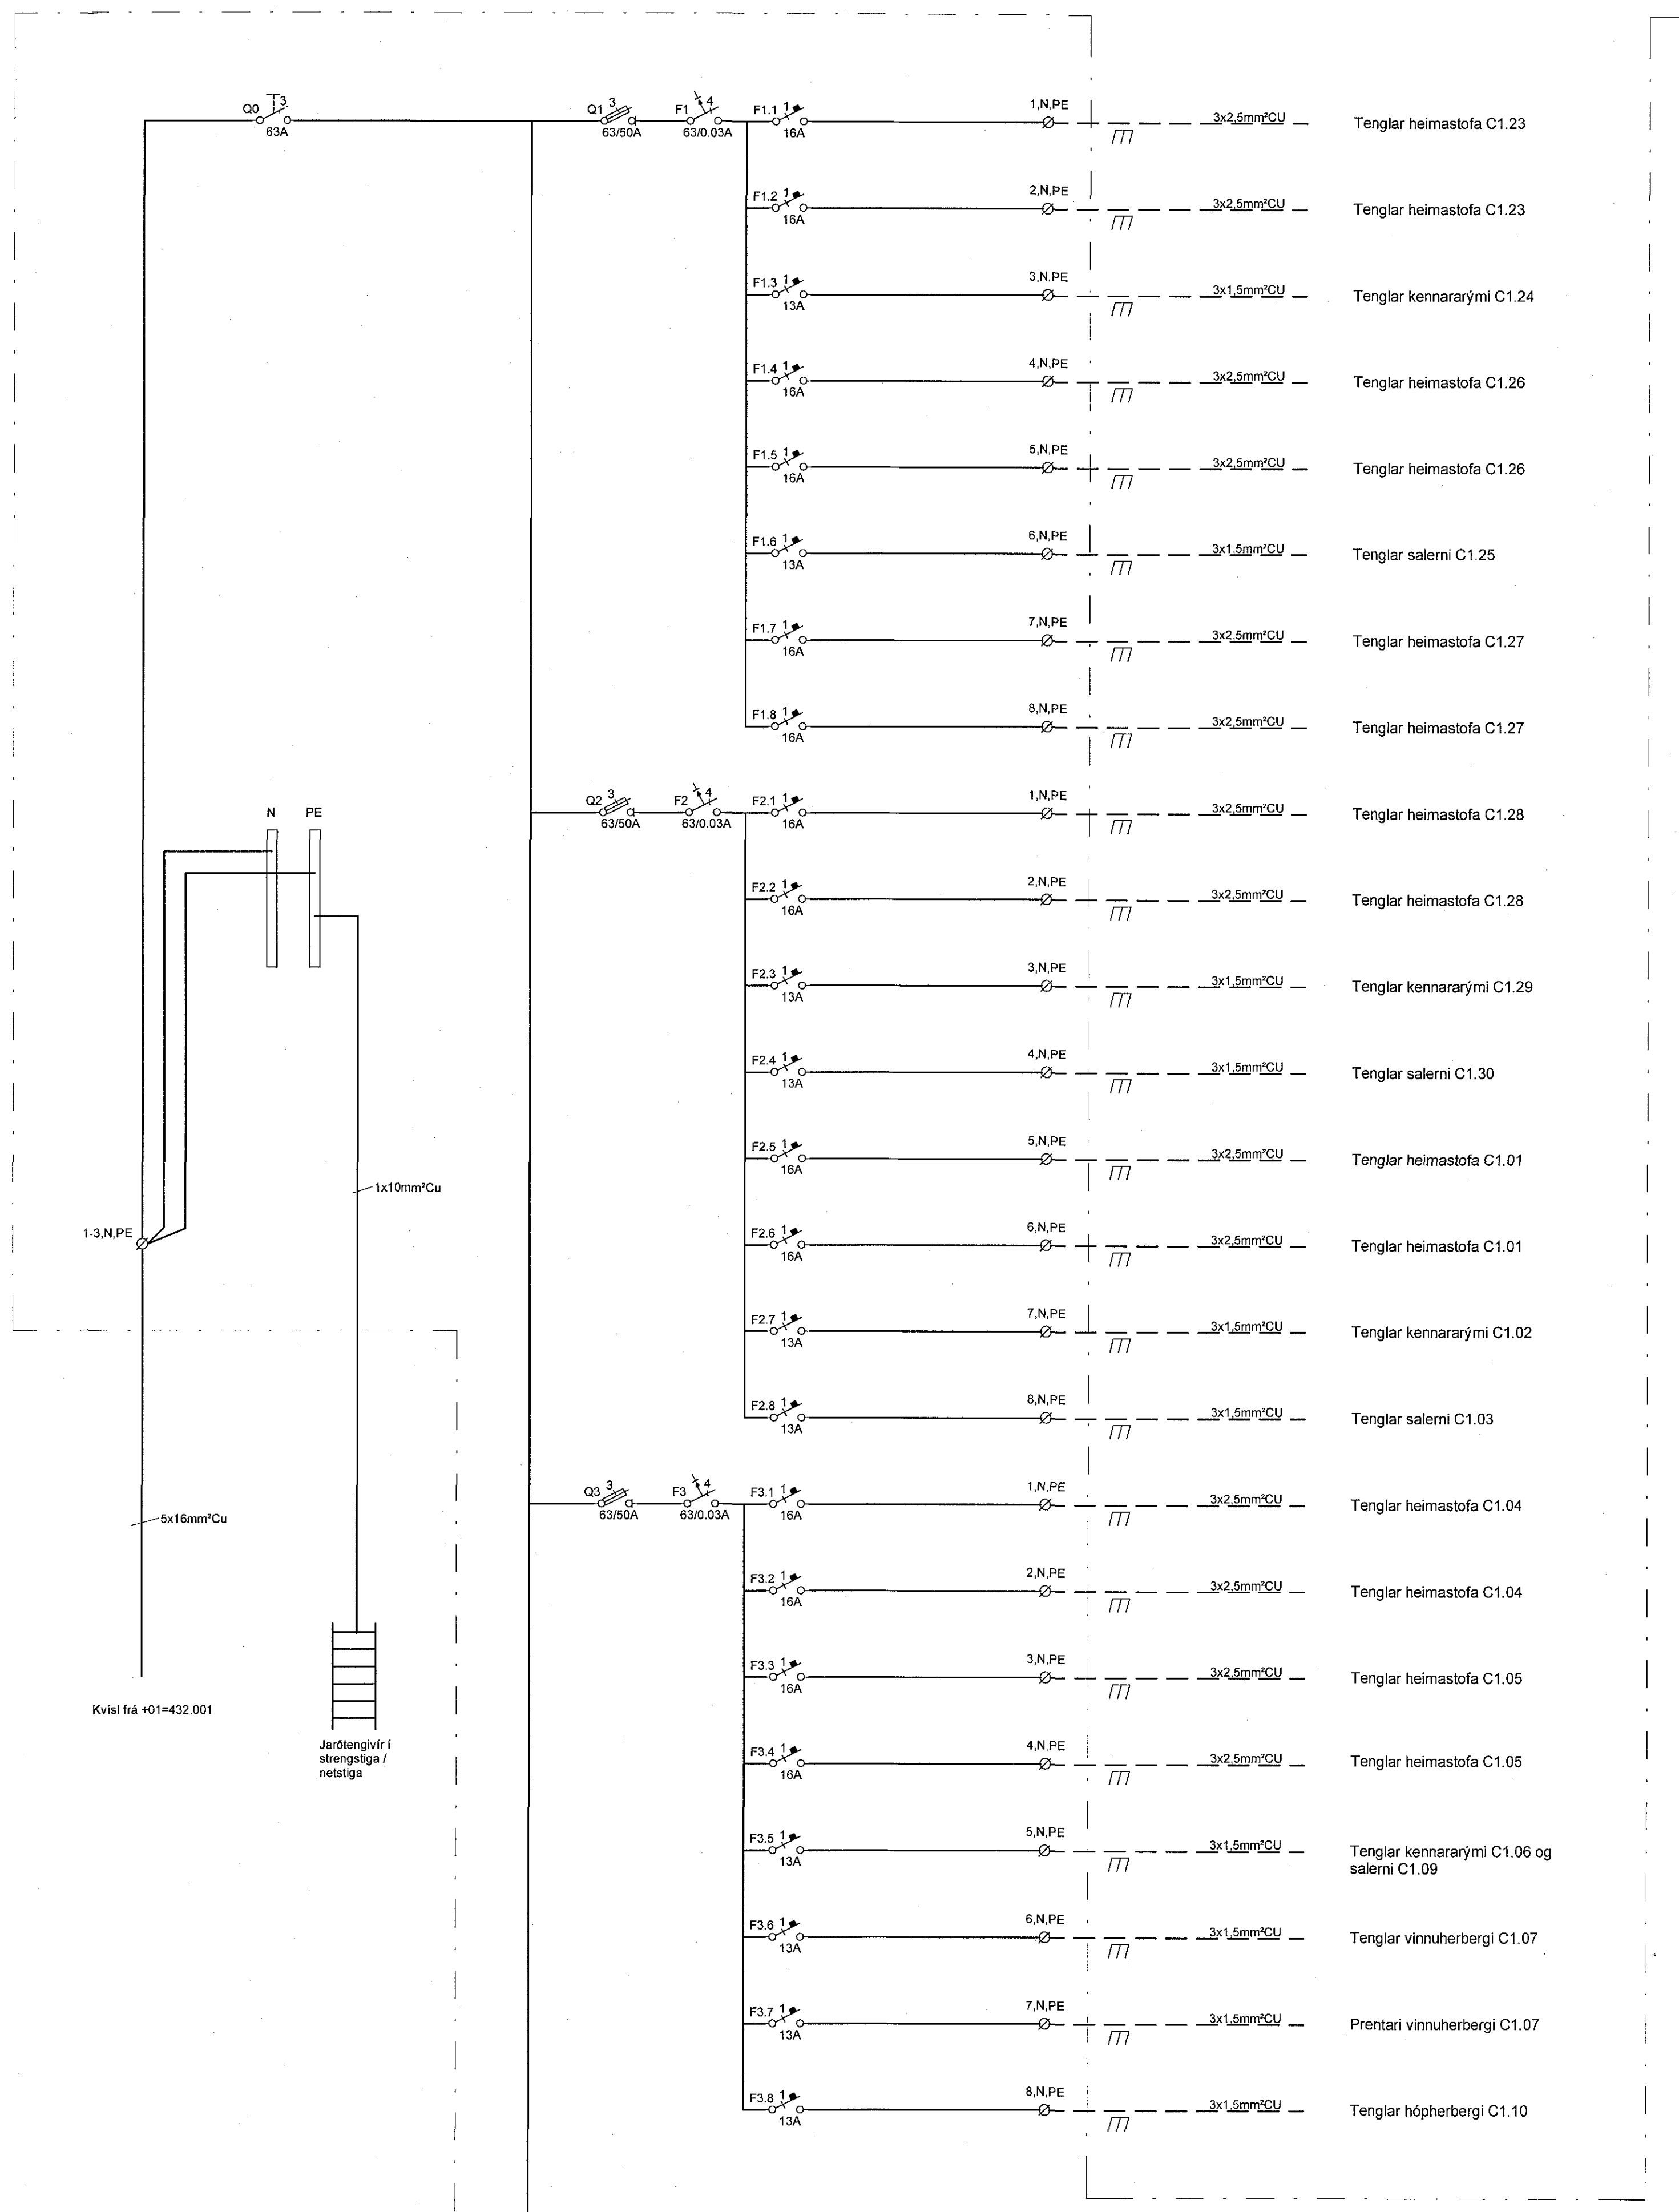 Q0
3
63A
Q1
3
63/50A
F1
4
63/0.03A
F1.1
1
16A
1,N,PE
3x2,5mm²CU
Tenglar heimastofa C1.23
F1.2
1
16A
2,N,PE
3x2,5mm²CU
Tenglar heimastofa C1.23
F1.3
1
13A
3,N,PE
3x1,5mm²CU
Tenglar kennararými C1.24
F1.4
1
16A
4,N,PE
3x2,5mm²CU
Tenglar heimastofa C1.26
F1.5
1
16A
5,N,PE
3x2,5mm²CU
Tenglar heimastofa C1.26
F1.6
1
13A
6,N,PE
3x1,5mm²CU
Tenglar salerni C1.25
F1.7
1
16A
7,N,PE
3x2,5mm²CU
Tenglar heimastofa C1.27
F1.8
1
16A
8,N,PE
3x2,5mm²CU
Tenglar heimastofa C1.27
N
PE
Q2
3
63/50A
F2
4
63/0.03A
F2.1
1
16A
1,N,PE
3x2,5mm²CU
Tenglar heimastofa C1.28
F2.2
1
16A
2,N,PE
3x2,5mm²CU
Tenglar heimastofa C1.28
F2.3
1
13A
3,N,PE
3x1,5mm²CU
Tenglar kennararými C1.29
F2.4
1
13A
4,N,PE
3x1,5mm²CU
Tenglar salerni C1.30
F2.5
1
16A
5,N,PE
3x2,5mm²CU
Tenglar heimastofa C1.01
1x10mm²Cu
1-3,N,PE
F2.6
1
16A
6,N,PE
3x2,5mm²CU
Tenglar heimastofa C1.01
F2.7
1
13A
7,N,PE
3x1,5mm²CU
Tenglar kennararými C1.02
F2.8
1
13A
8,N,PE
3x1,5mm²CU
Tenglar salerni C1.03
Q3
3
63/50A
F3
4
63/0.03A
F3.1
1
16A
1,N,PE
3x2,5mm²CU
Tenglar heimastofa C1.04
5x16mm²Cu
F3.2
1
16A
2,N,PE
3x2,5mm²CU
Tenglar heimastofa C1.04
F3.3
1
16A
3,N,PE
3x2,5mm²CU
Tenglar heimastofa C1.05
Kvísl frá +01=432.001
Jarðtengivír í
strengstiga /
netstiga
F3.4
1
16A
4,N,PE
3x2,5mm²CU
Tenglar heimastofa C1.05
F3.5
1
13A
5,N,PE
3x1,5mm²CU
Tenglar kennararými C1.06 og
salerni C1.09
F3.6
1
13A
6,N,PE
3x1,5mm²CU
Tenglar vinnuherbergi C1.07
F3.7
1
13A
7,N,PE
3x1,5mm²CU
Prentari vinnuherbergi C1.07
F3.8
1
13A
8,N,PE
3x1,5mm²CU
Tenglar hópherbergi C1.10